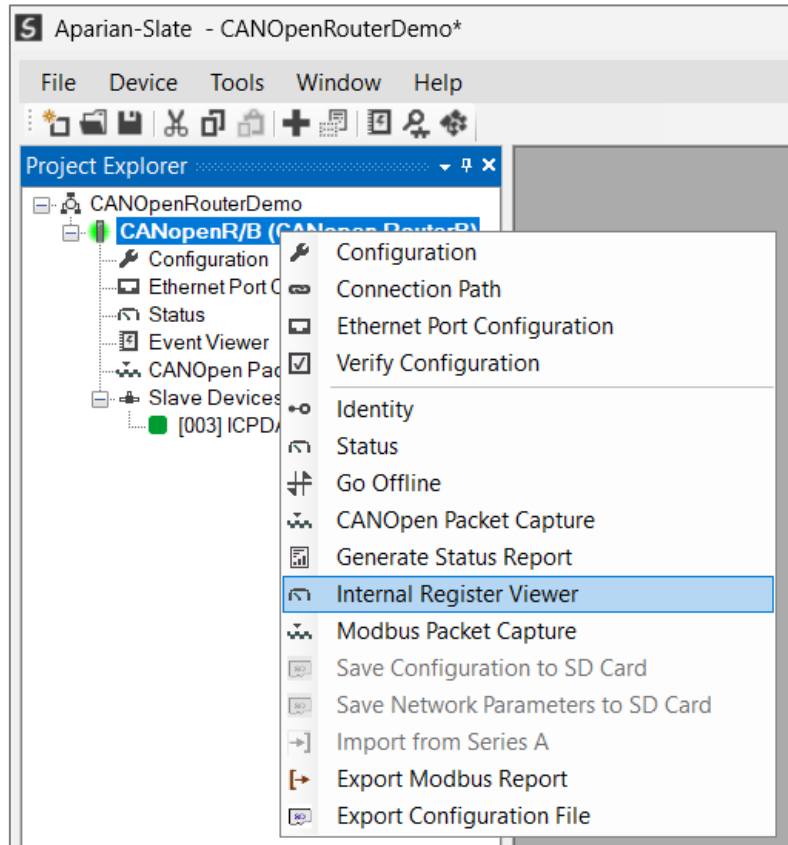 Aparian-Slate - CANOpenRouterDemo*
File Device Tools Window Help
Project Explorer
CANOpenRouterDemo
CANopenR/B (CANopen RouterB)
Configuration
Ethernet Port
Status
Event Viewer
CANOpen
Slave Devices
[003]
Configuration
Connection Path
Ethernet Port Configuration
Verify Configuration
Identity
Status
Go Offline
CANOpen Packet Capture
Generate Status Report
Internal Register Viewer
Modbus Packet Capture
Save Configuration to SD Card
Save Network Parameters to SD Card
Import from Series A
Export Modbus Report
Export Configuration File